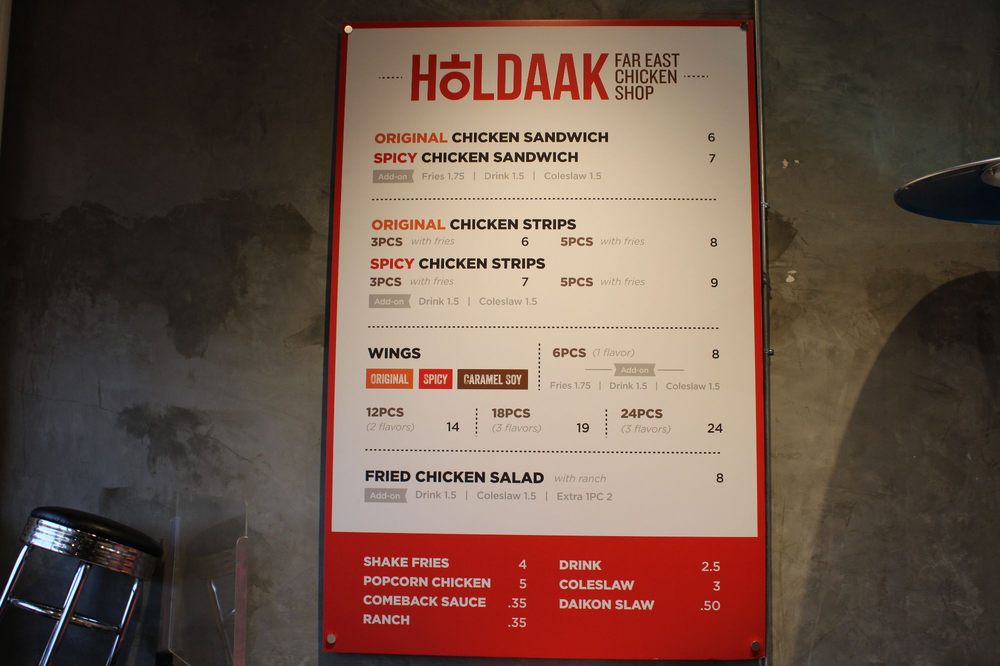 HOLDAAK FAR EAST CHICKEN SHOP
ORIGINAL CHICKEN SANDWICH 6
SPICY CHICKEN SANDWICH 7
Add-on Fries 1.75 | Drink 1.5 | Coleslaw 1.5
ORIGINAL CHICKEN STRIPS
3PCS with fries 6 5PCS with fries 8
SPICY CHICKEN STRIPS
3PCS with fries 7 5PCS with fries 9
Add-on Drink 1.5 | Coleslaw 1.5
WINGS
ORIGINAL SPICY CARAMEL SOY
6PCS (1 flavor) 8
Add-on
Fries 1.75 | Drink 1.5 | Coleslaw 1.5
12PCS
(2 flavors) 14
18PCS
(3 flavors) 19
24PCS
(3 flavors) 24
FRIED CHICKEN SALAD with ranch 8
Add-on Drink 1.5 | Coleslaw 1.5 | Extra 1PC 2
SHAKE FRIES 4
POPCORN CHICKEN 5
COMEBACK SAUCE .35
RANCH .35
DRINK 2.5
COLESLAW 3
DAIKON SLAW .50